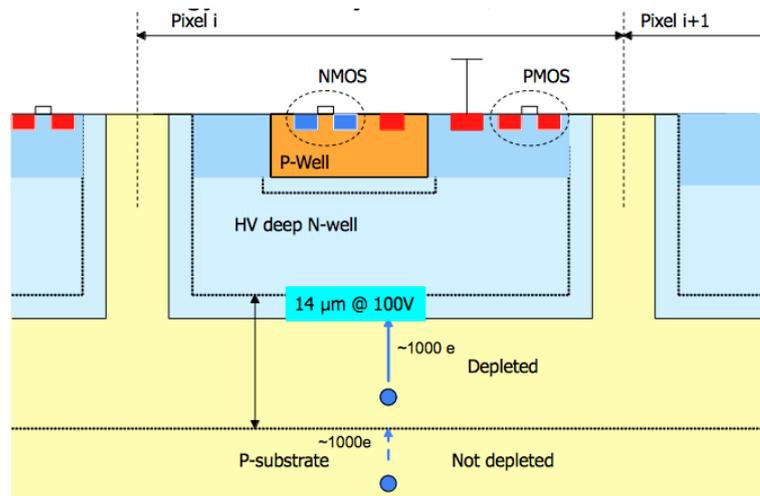 Pixel i
Pixel i+1
NMOS
PMOS
P-Well
HV deep N-well
14 µm @ 100V
~1000 e
Depleted
~1000e
P-substrate
Not depleted